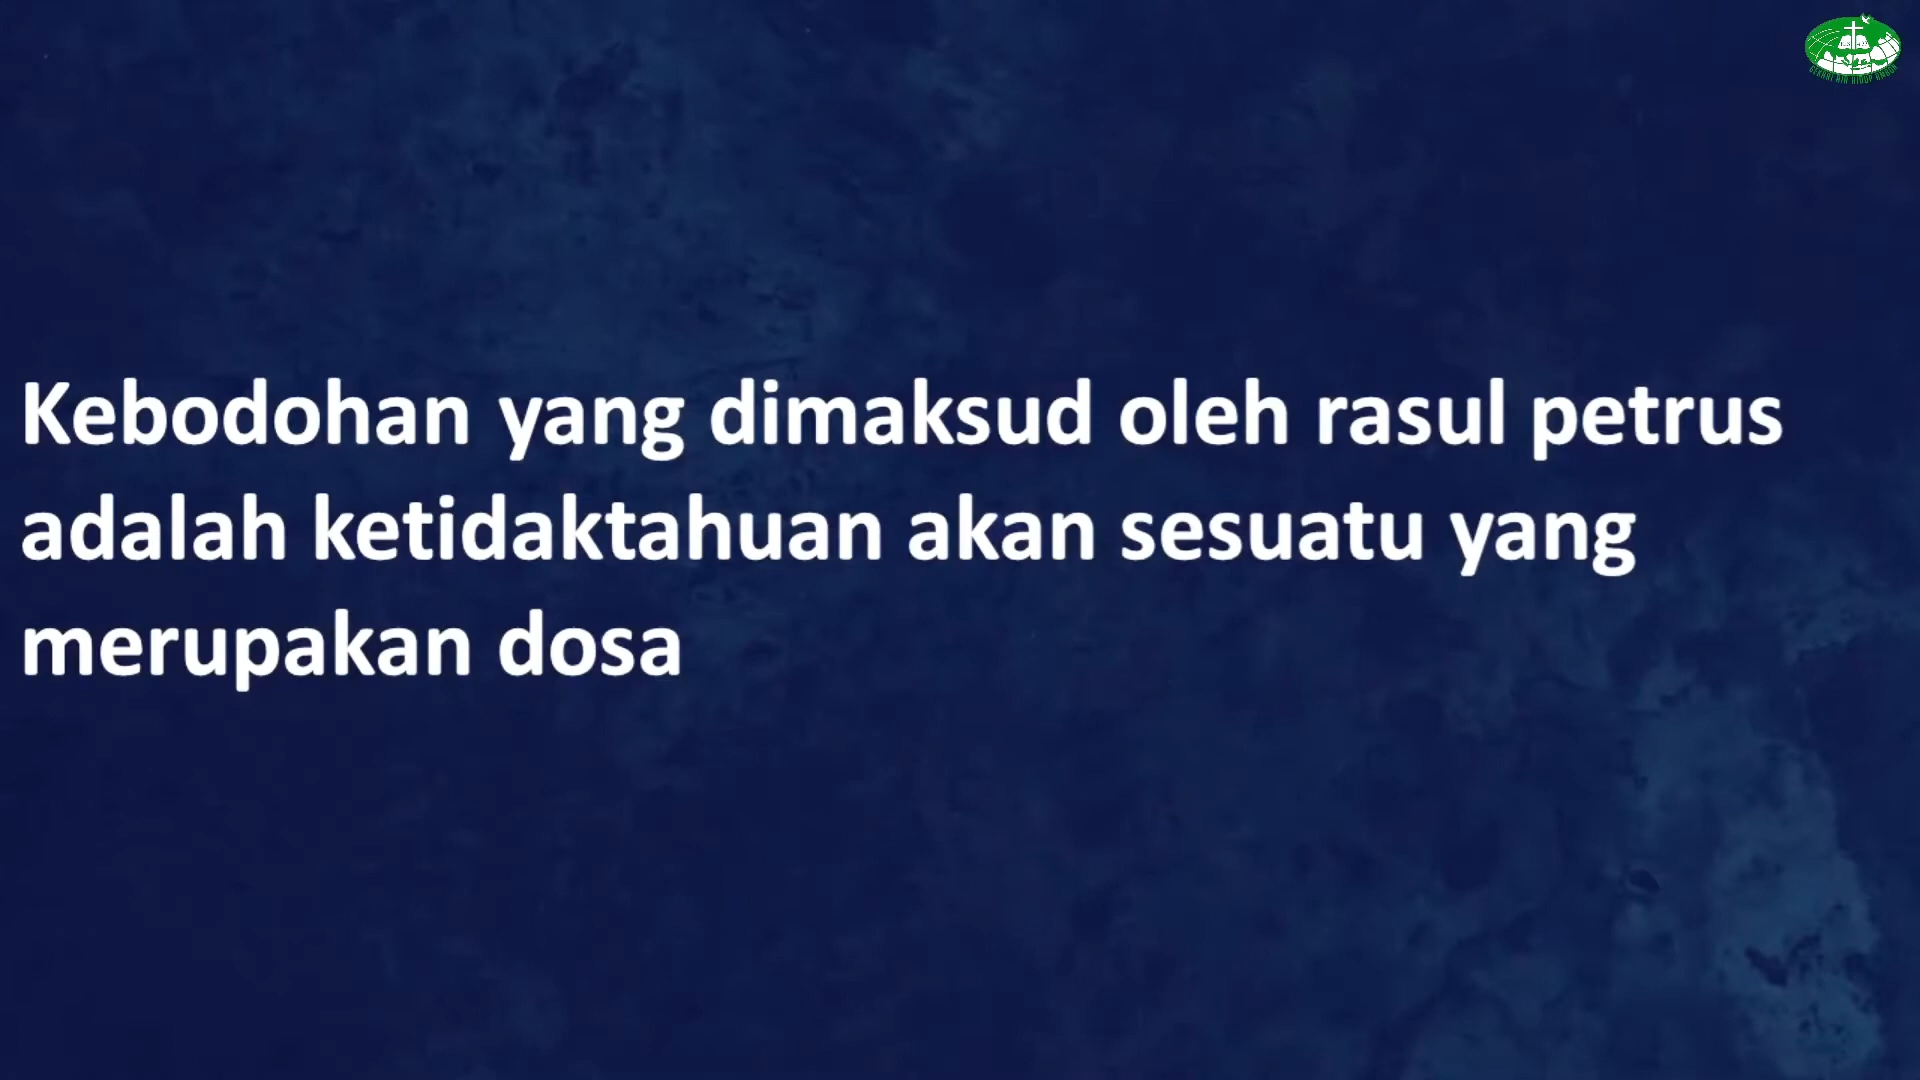 Kebodohan yang dimaksud oleh rasul petrus
adalah ketidaktahuan akan sesuatu yang
merupakan dosa